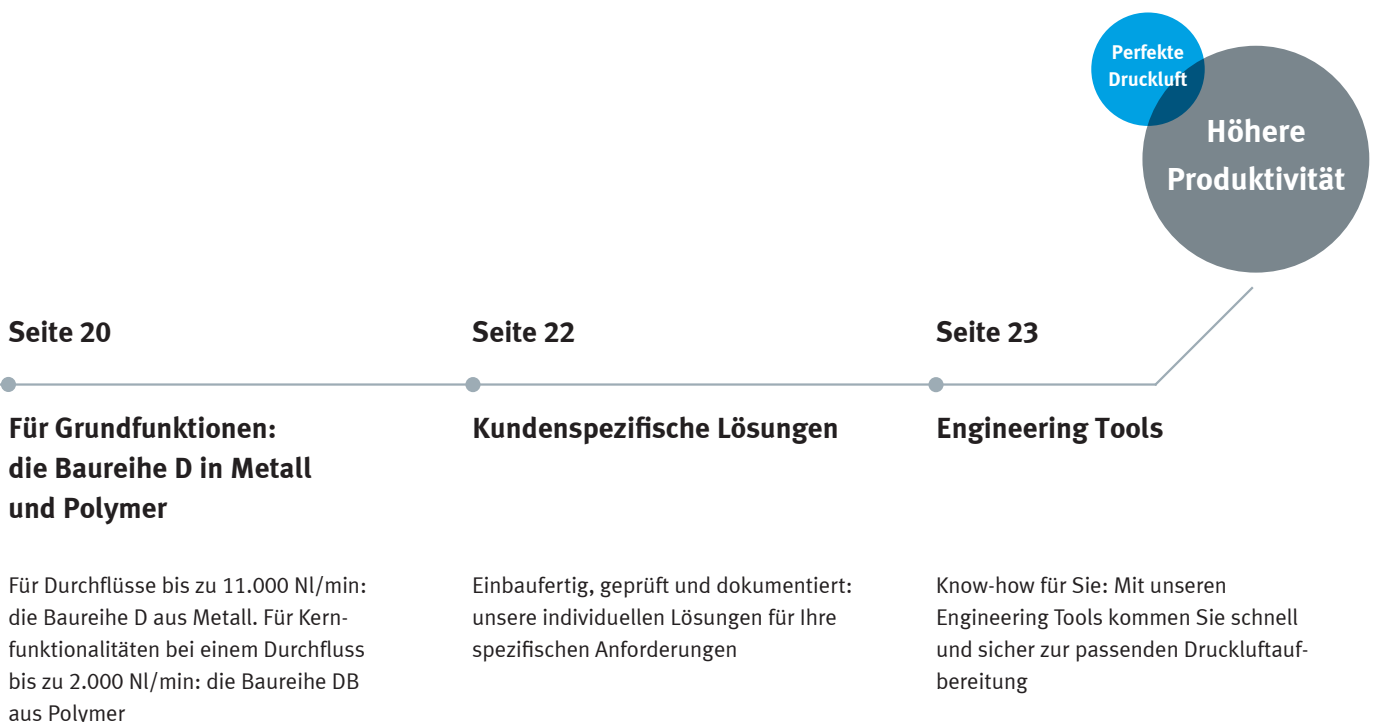 Perfekte
Druckluft
Höhere
Produktivität
Seite 20
Für Grundfunktionen:
die Baureihe D in Metall
und Polymer
Für Durchflüsse bis zu 11.000 Nl/min:
die Baureihe D aus Metall. Für Kern-
funktionalitäten bei einem Durchfluss
bis zu 2.000 Nl/min: die Baureihe DB
aus Polymer
Seite 22
Kundenspezifische Lösungen
Einbaufertig, geprüft und dokumentiert:
unsere individuellen Lösungen für Ihre
spezifischen Anforderungen
Seite 23
Engineering Tools
Know-how für Sie: Mit unseren
Engineering Tools kommen Sie schnell
und sicher zur passenden Druckluftauf-
bereitung